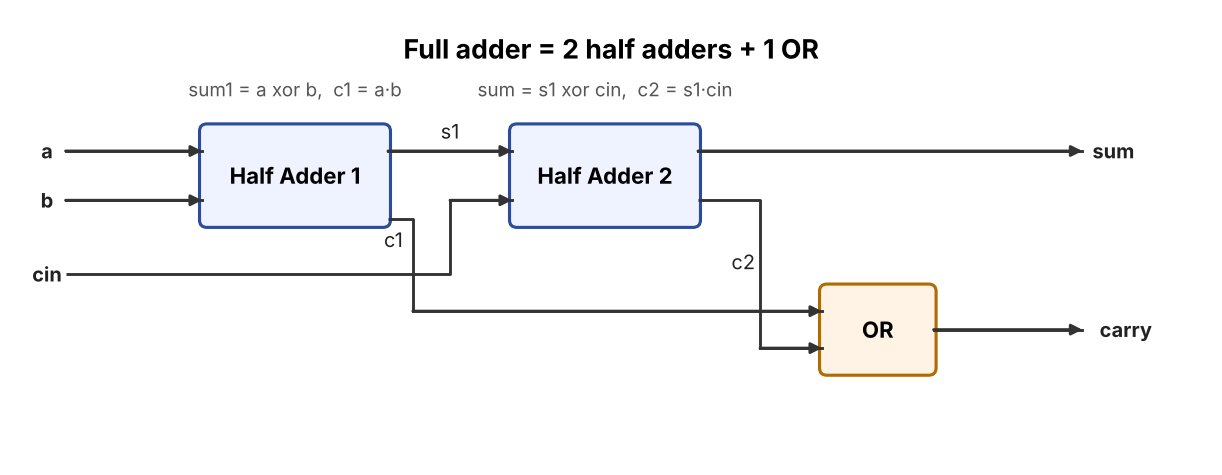 Full adder = 2 half adders + 1 OR
sum1 = a xor b, c1 = a·b
sum = s1 xor cin, c2 = s1·cin
a
s1
sum
Half Adder 1
Half Adder 2
b
c1
cin
c2
OR
carry